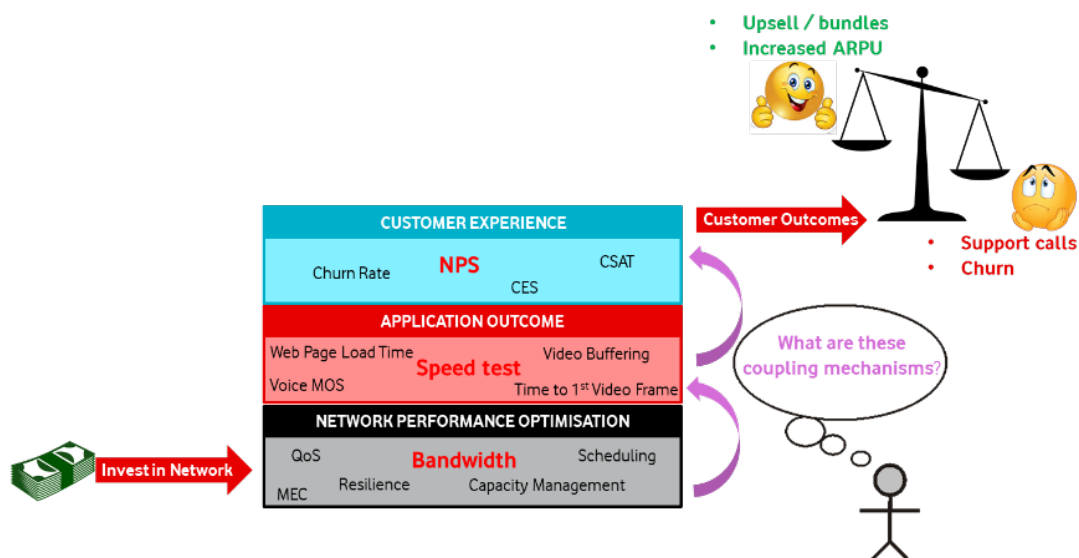 • Upsell / bundles
• Increased ARPU
CUSTOMER EXPERIENCE
Churn Rate
NPS
CSAT
CES
Customer Outcomes
• Support calls
• Churn
APPLICATION OUTCOME
Web Page Load Time
Speed test
Video Buffering
Voice MOS
Time to 1st Video Frame
What are these
coupling mechanisms?
NETWORK PERFORMANCE OPTIMISATION
QoS
Bandwidth
Scheduling
MEC
Resilience
Capacity Management
Invest in Network